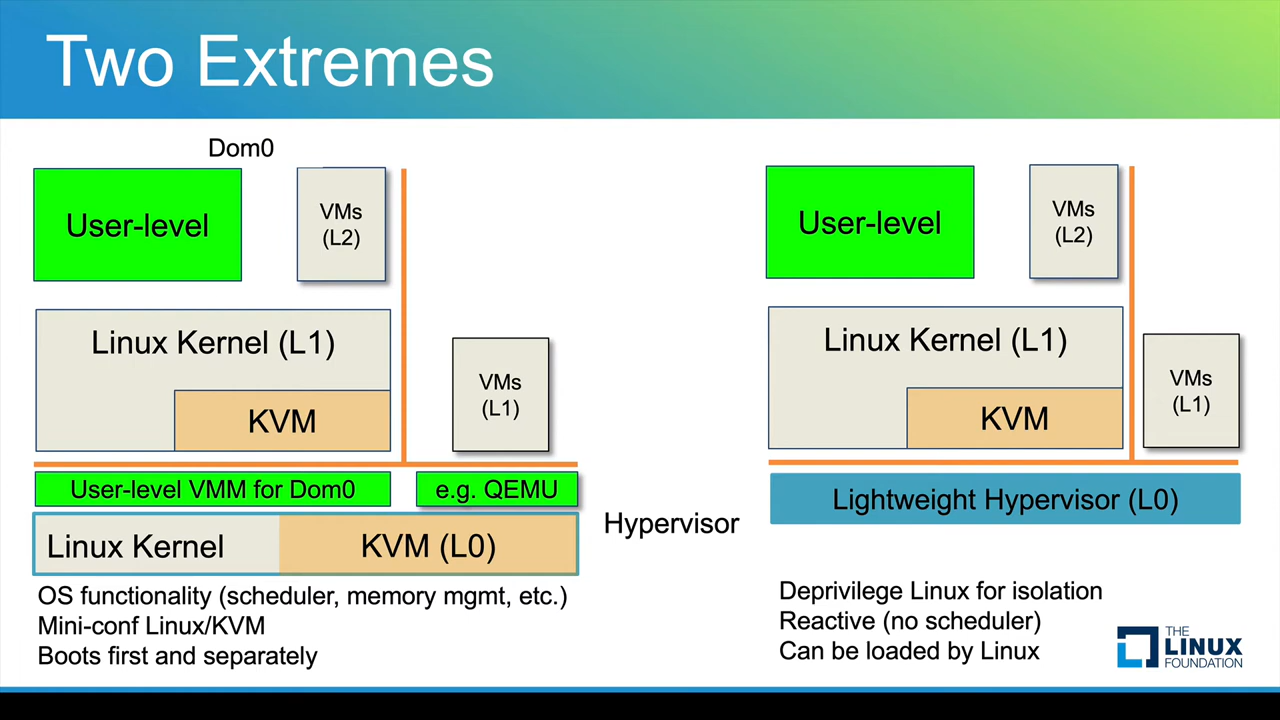 Two Extremes
Dom0
User-level
VMs
(L2)
Linux Kernel (L1)
KVM
VMs
(L1)
User-level VMM for Dom0
e.g. QEMU
Linux Kernel
KVM (L0)
Hypervisor
OS functionality (scheduler, memory mgmt, etc.)
Mini-conf Linux/KVM
Boots first and separately
User-level
VMs
(L2)
Linux Kernel (L1)
KVM
VMs
(L1)
Lightweight Hypervisor (L0)
Deprivilege Linux for isolation
Reactive (no scheduler)
Can be loaded by Linux
THE
LINUX
FOUNDATION